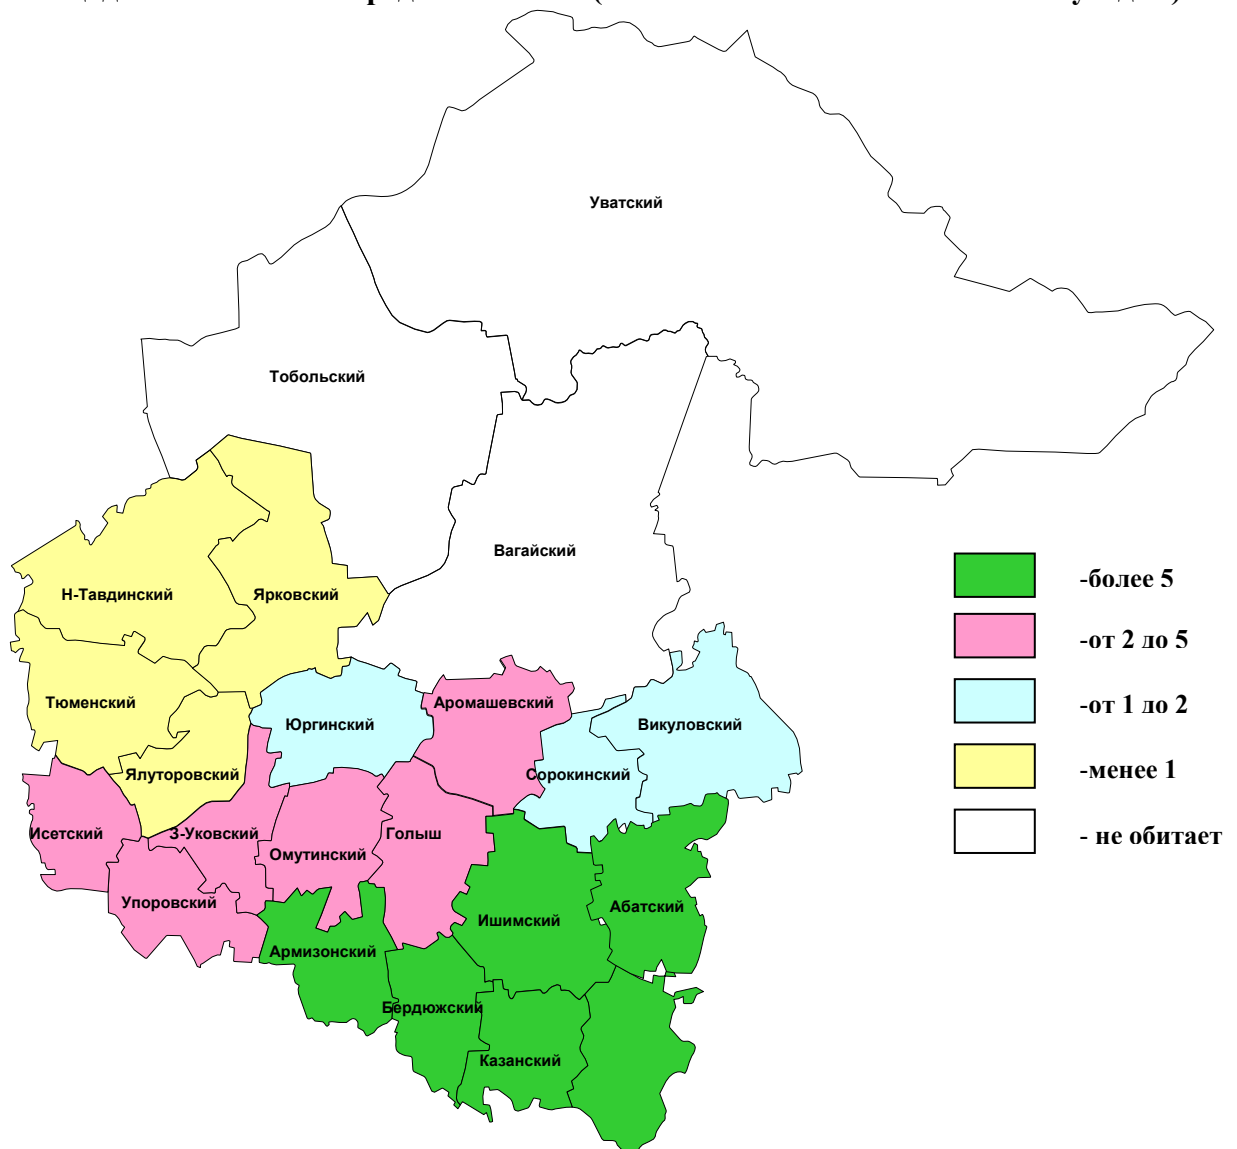 Уватский
Тобольский
Вагайский
Н-Тавдинский
Ярковский
Тюменский
Юргинский
Аромашевский
Викуловский
Ялуторовский
Сорокинский
Исетский
З-Уковский
Голыш
Омутинский
Упоровский
Абатский
Ишимский
Армизонский
Бердюжский
Казанский
-более 5
-от 2 до 5
-от 1 до 2
-менее 1
- не обитает